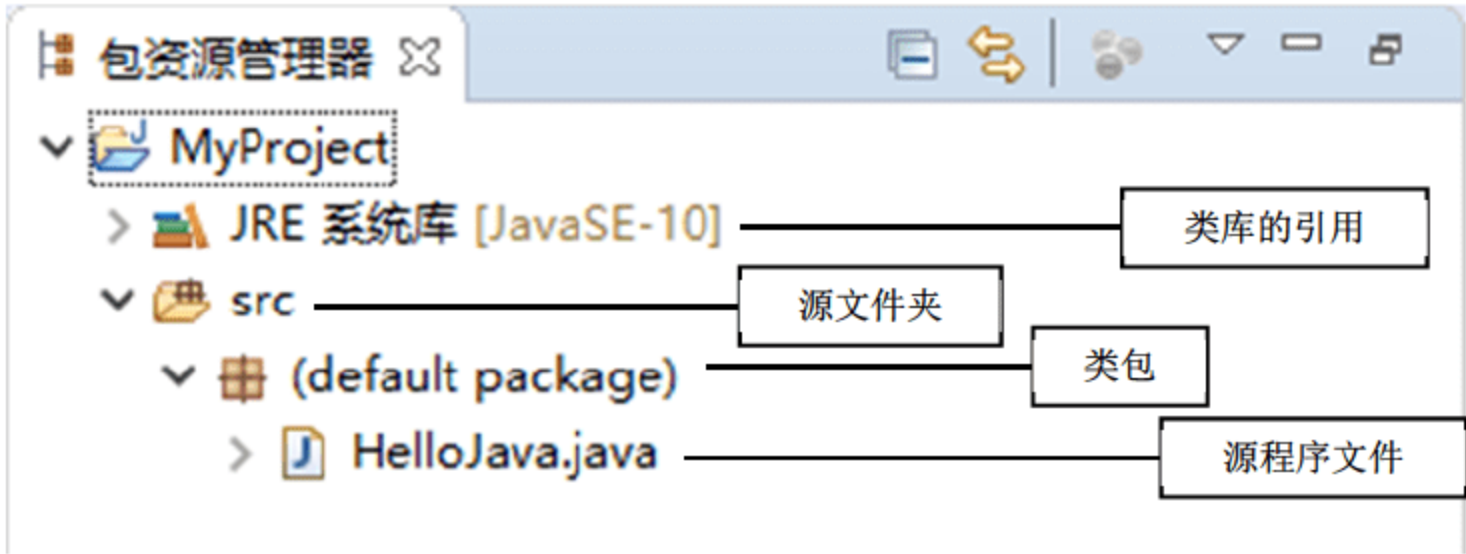 包资源管理器
MyProject
JRE 系统库 [JavaSE-10]
类库的引用
src
源文件夹
(default package)
类包
HelloJava.java
源程序文件